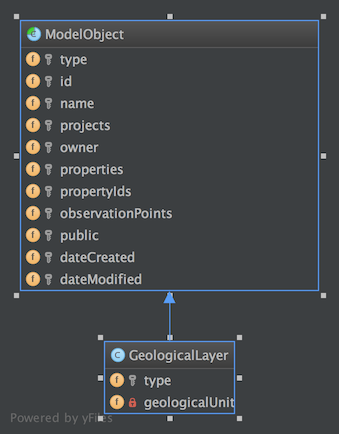 ModelObject
type
id
name
projects
owner
properties
propertyIds
observationPoints
public
dateCreated
dateModified
GeologicalLayer
type
geologicalUnit
Powered by yFiles